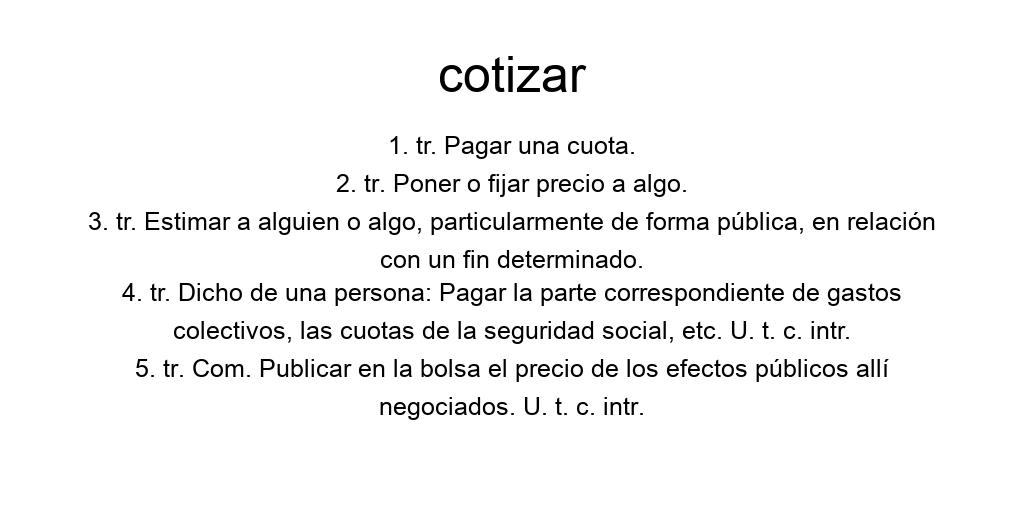 cotizar
1. tr. Pagar una cuota.
2. tr. Poner o fijar precio a algo.
3. tr. Estimar a alguien o algo, particularmente de forma pública, en relación
con un fin determinado.
4. tr. Dicho de una persona: Pagar la parte correspondiente de gastos
colectivos, las cuotas de la seguridad social, etc. U. t. c. intr.
5. tr. Com. Publicar en la bolsa el precio de los efectos públicos allí
negociados. U. t. c. intr.